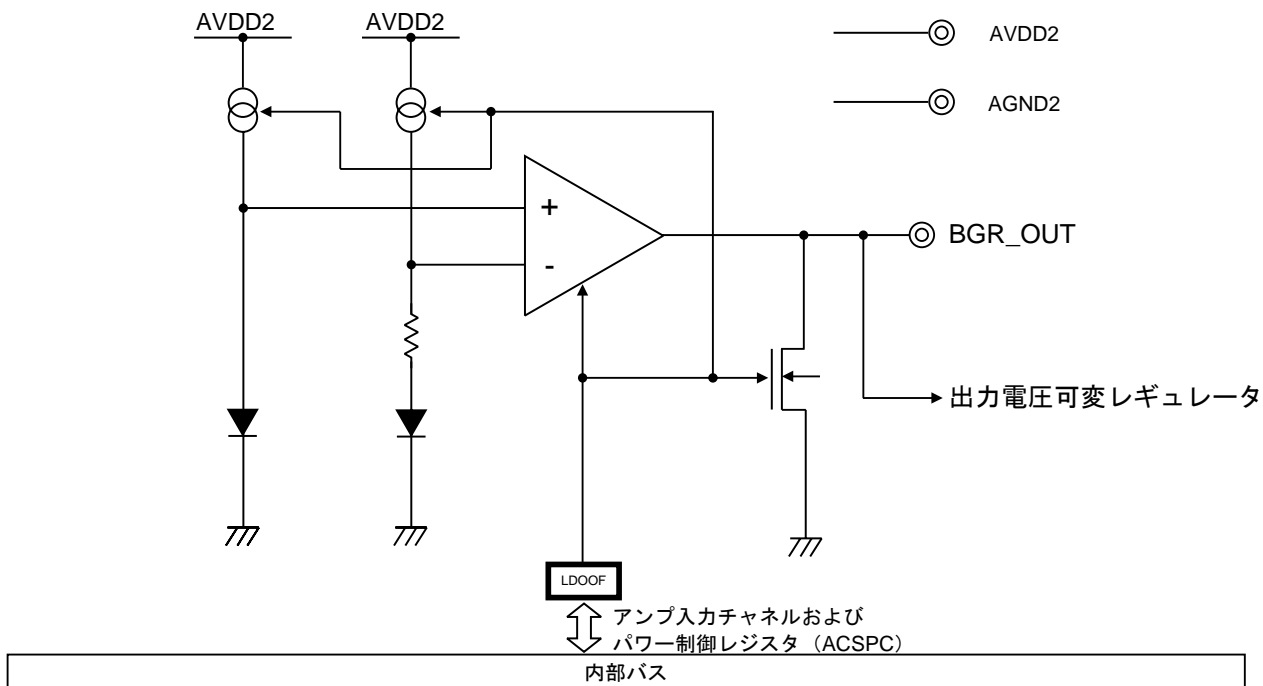 AVDD2
AVDD2
AVDD2
AGND2
+
-
BGR_OUT
出力電圧可変レギュレータ
LDOOF
アンプ入力チャネルおよび
パワー制御レジスタ（ACSPC）
内部バス